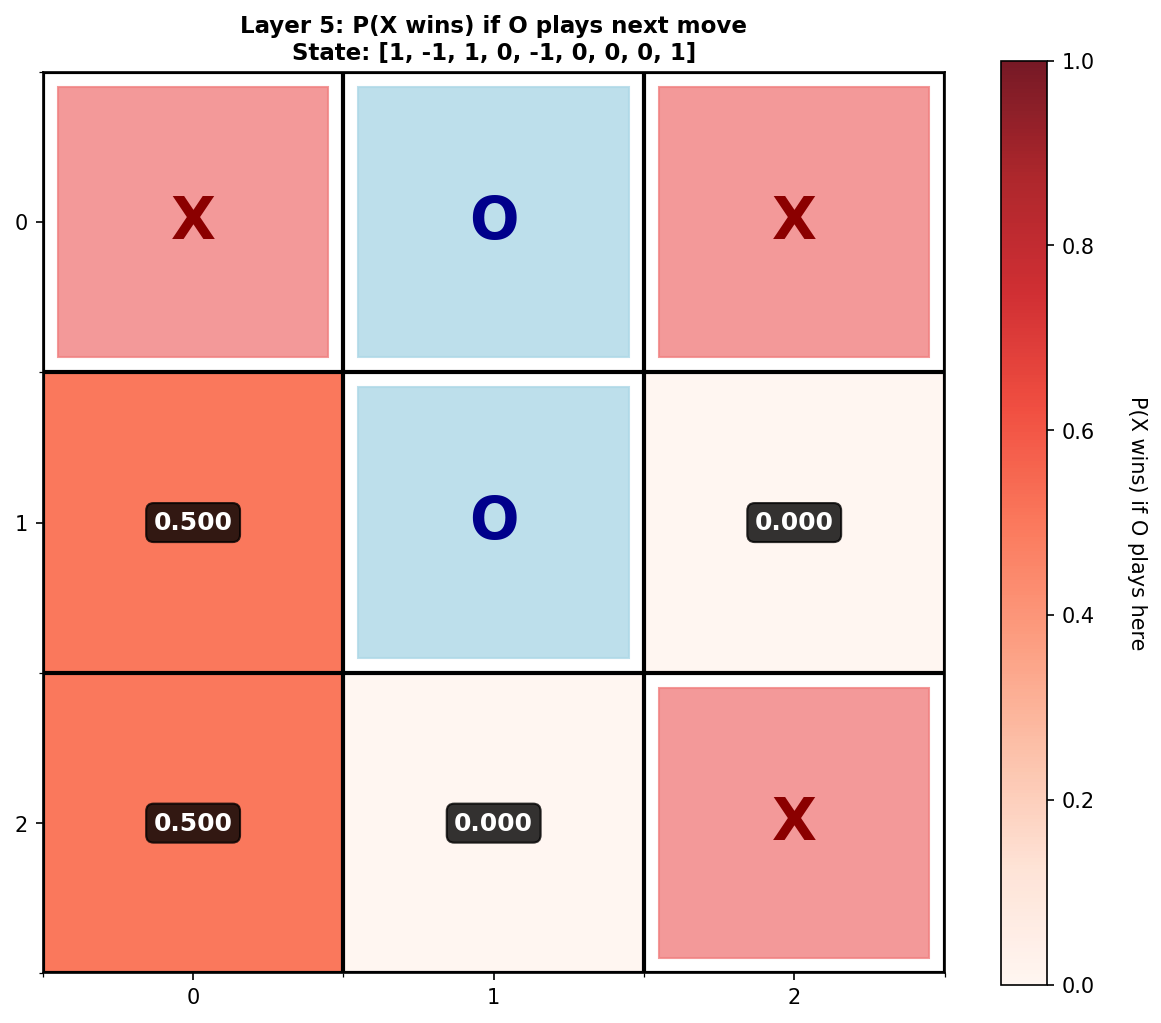 Layer 5: P(X wins) if O plays next move
State: [1, -1, 1, 0, -1, 0, 0, 0, 1]
X
O
X
0
0.500
O
0.000
1
0.500
0.000
X
2
0
1
2
1.0
0.8
0.6
0.4
0.2
0.0
P(X wins) if O plays here